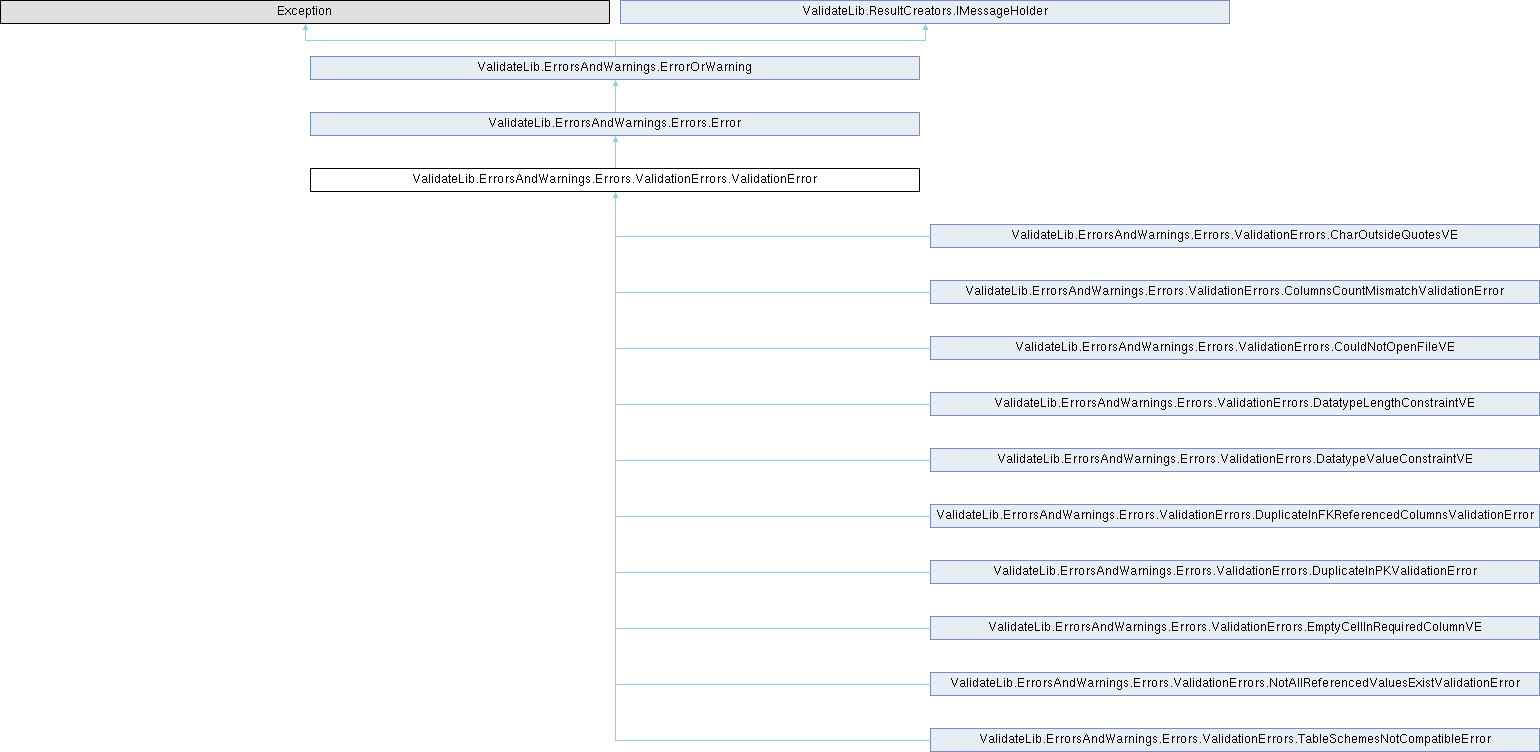 Exception
ValidateLib.ResultCreators.IMessageHolder
ValidateLib.ErrorsAndWarnings.ErrorOrWarning
ValidateLib.ErrorsAndWarnings.Errors.Error
ValidateLib.ErrorsAndWarnings.Errors.ValidationErrors.ValidationError
ValidateLib.ErrorsAndWarnings.Errors.ValidationErrors.CharOutsideQuotesVE
ValidateLib.ErrorsAndWarnings.Errors.ValidationErrors.ColumnsCountMismatchValidationError
ValidateLib.ErrorsAndWarnings.Errors.ValidationErrors.CouldNotOpenFileVE
ValidateLib.ErrorsAndWarnings.Errors.ValidationErrors.DatatypeLengthConstraintVE
ValidateLib.ErrorsAndWarnings.Errors.ValidationErrors.DatatypeValueConstraintVE
ValidateLib.ErrorsAndWarnings.Errors.ValidationErrors.DuplicateInFKReferencedColumnsValidationError
ValidateLib.ErrorsAndWarnings.Errors.ValidationErrors.DuplicateInPKValidationError
ValidateLib.ErrorsAndWarnings.Errors.ValidationErrors.EmptyCellInRequiredColumnVE
ValidateLib.ErrorsAndWarnings.Errors.ValidationErrors.NotAllReferencedValuesExistValidationError
ValidateLib.ErrorsAndWarnings.Errors.ValidationErrors.TableSchemesNotCompatibleError